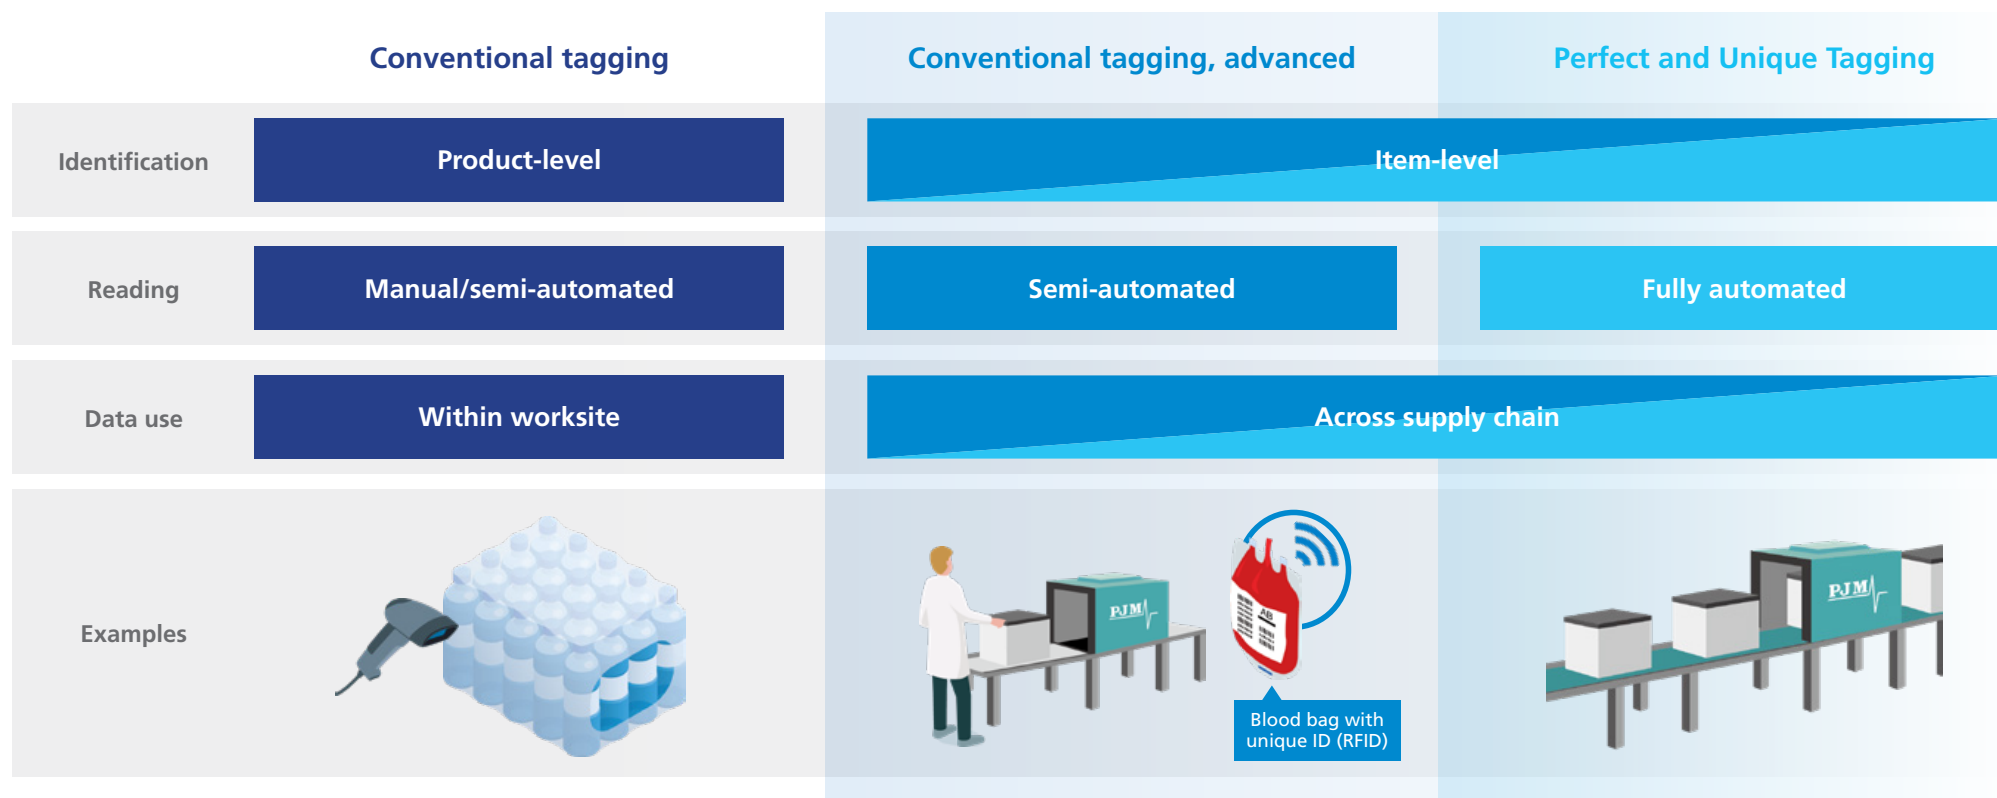 Conventional tagging
Conventional tagging, advanced
Perfect and Unique Tagging
Identification
Product-level
Item-level
Reading
Manual/semi-automated
Semi-automated
Fully automated
Data use
Within worksite
Across supply chain
Examples
PJM
AB
PJM
Blood bag with
unique ID (RFID)